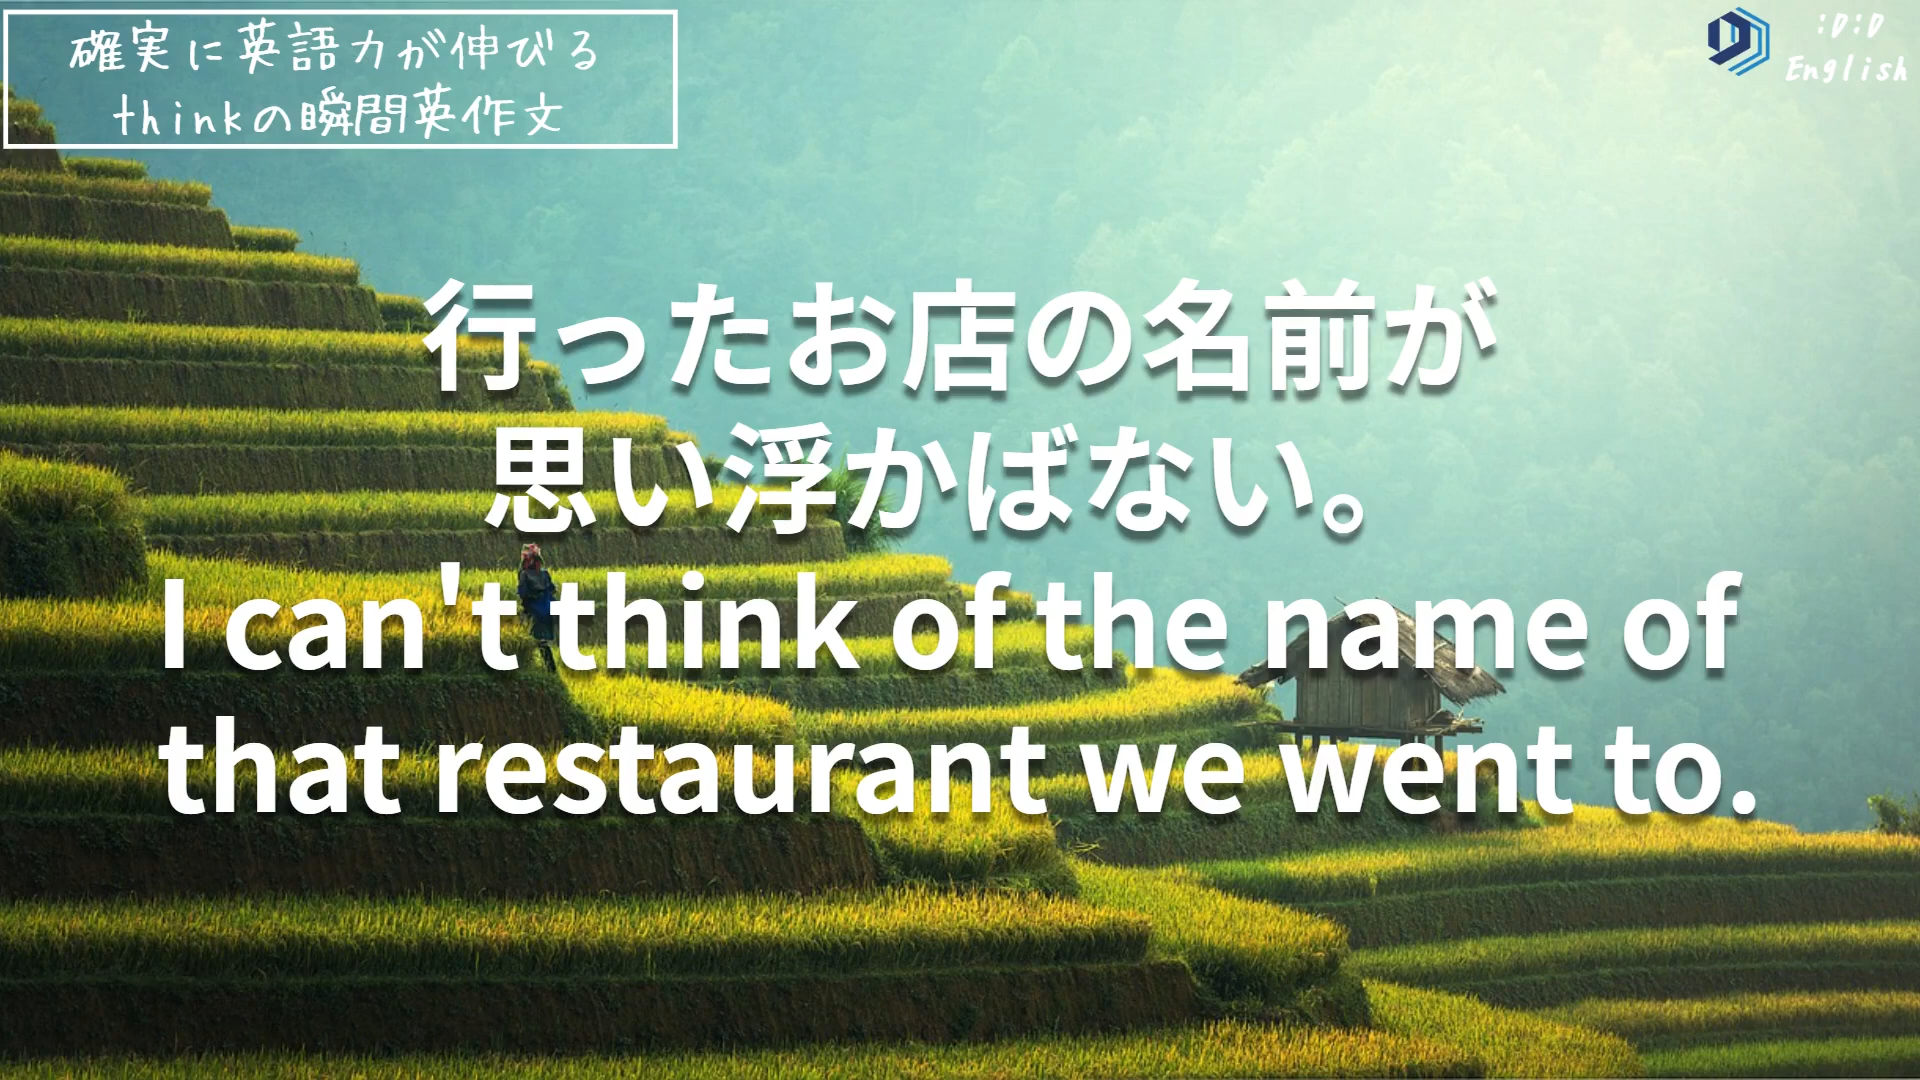 確実に英語力が伸びる
thinkの瞬間英作文
:D:D
English
行ったお店の名前が
思い浮かばない。
I can't think of the name of
that restaurant we went to.